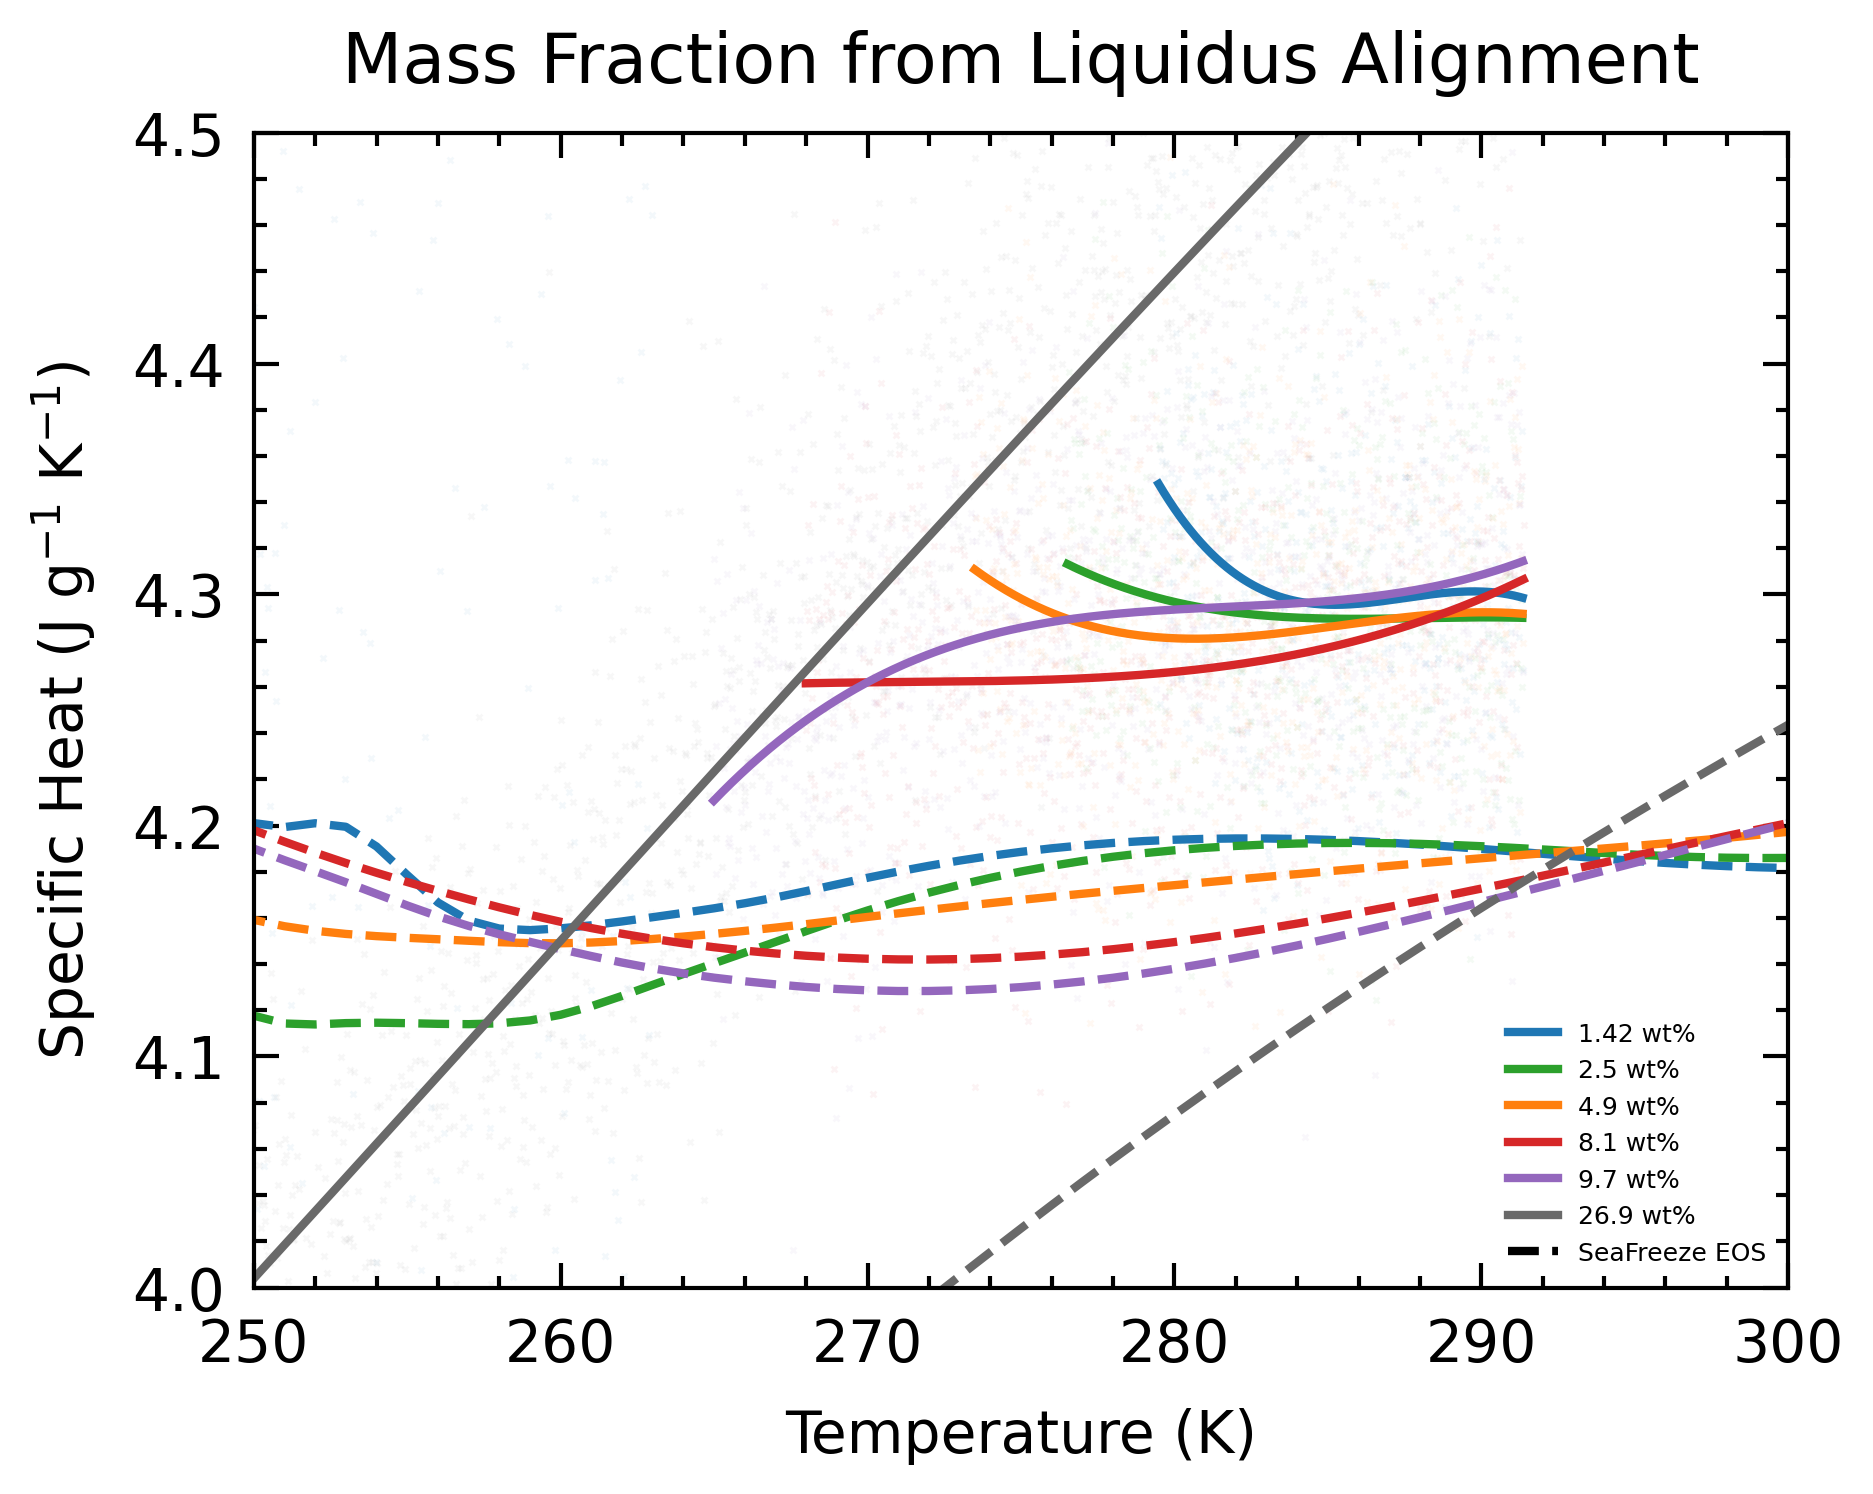 Mass Fraction from Liquidus Alignment
Specific Heat (J g⁻¹ K⁻¹)
4.5
4.4
4.3
4.2
4.1
4.0
250 260 270 280 290 300
Temperature (K)
1.42 wt%
2.5 wt%
4.9 wt%
8.1 wt%
9.7 wt%
26.9 wt%
SeaFreeze EOS